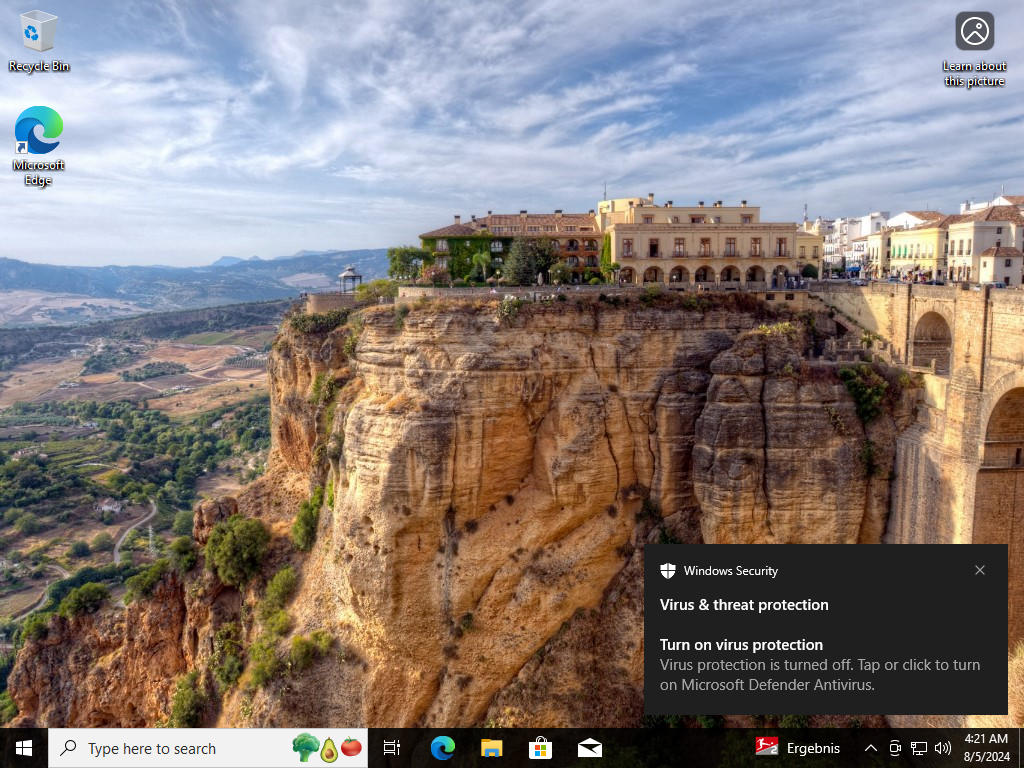 Recycle Bin
Microsoft
Edge
Learn about
this picture
Windows Security
Virus & threat protection
Turn on virus protection
Virus protection is turned off. Tap or click to turn
on Microsoft Defender Antivirus.
Type here to search
Ergebnis
4:21 AM
8/5/2024